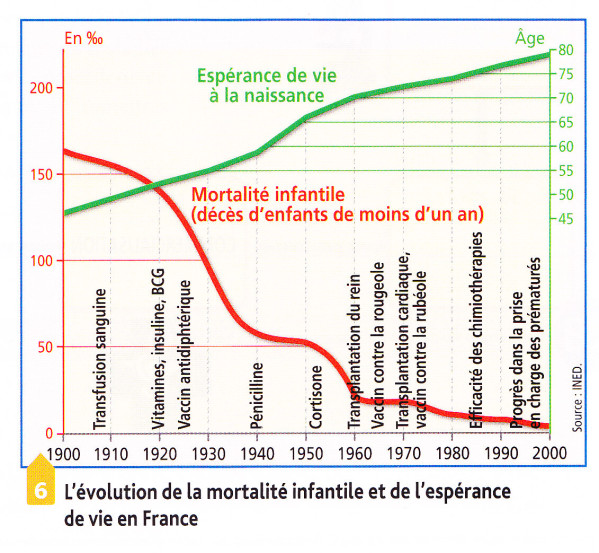 En ‰
Âge
Espérance de vie
à la naissance
Mortalité infantile
(décès d'enfants de moins d'un an)
200
150
100
50
0
80
75
70
65
60
55
50
45
Transfusion sanguine
Vitamines, insuline, BCG
Vaccin antidiphtérique
Pénicilline
Cortisone
Transplantation du rein
Vaccin contre la rougeole
Transplantation cardiaque,
vaccin contre la rubéole
Efficacité des chimiotherapies
Progrès dans la prise
en charge des prématurés
Source : INED.
1900 1910 1920 1930 1940 1950 1960 1970 1980 1990 2000
6 L'évolution de la mortalité infantile et de l'espérance
de vie en France